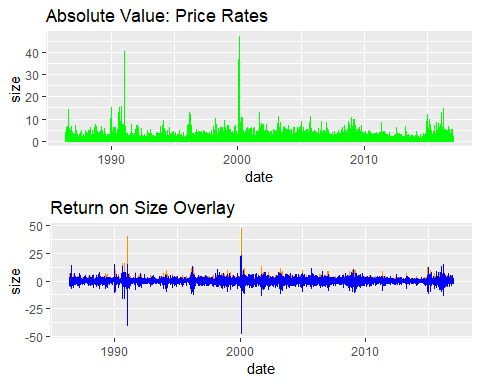 Absolute Value: Price Rates
size
40
30
20
10
0
1990 2000 2010
date
Return on Size Overlay
size
50
25
0
-25
-50
1990 2000 2010
date